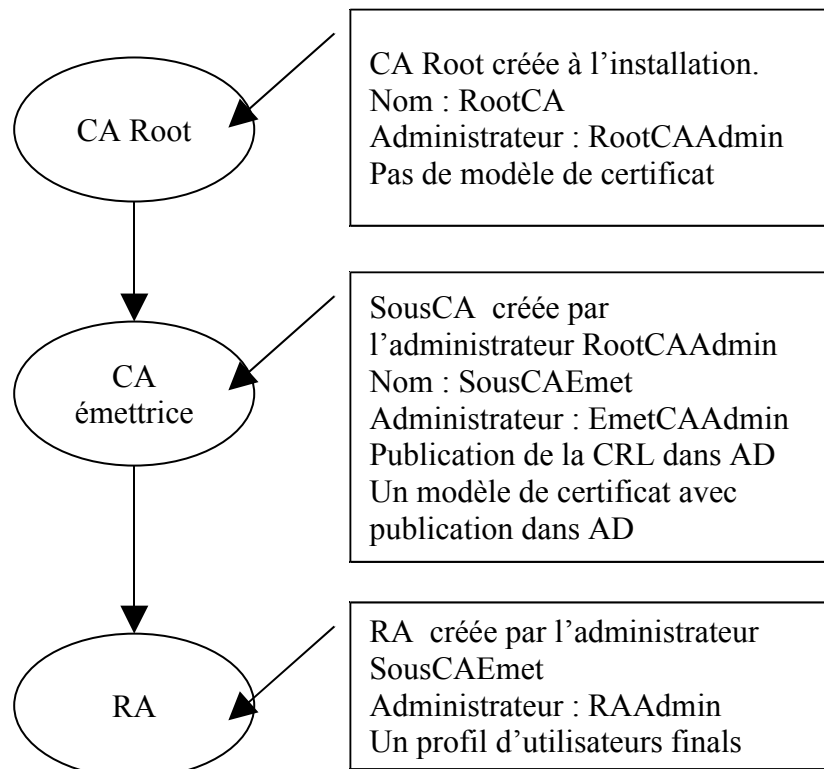 CA Root
CA Root créée à l’installation.
Nom : RootCA
Administrateur : RootCAAdmin
Pas de modèle de certificat
CA
émettrice
SousCA créée par
l’administrateur RootCAAdmin
Nom : SousCAEmet
Administrateur : EmetCAAdmin
Publication de la CRL dans AD
Un modèle de certificat avec
publication dans AD
RA
RA créée par l’administrateur
SousCAEmet
Administrateur : RAAdmin
Un profil d’utilisateurs finals